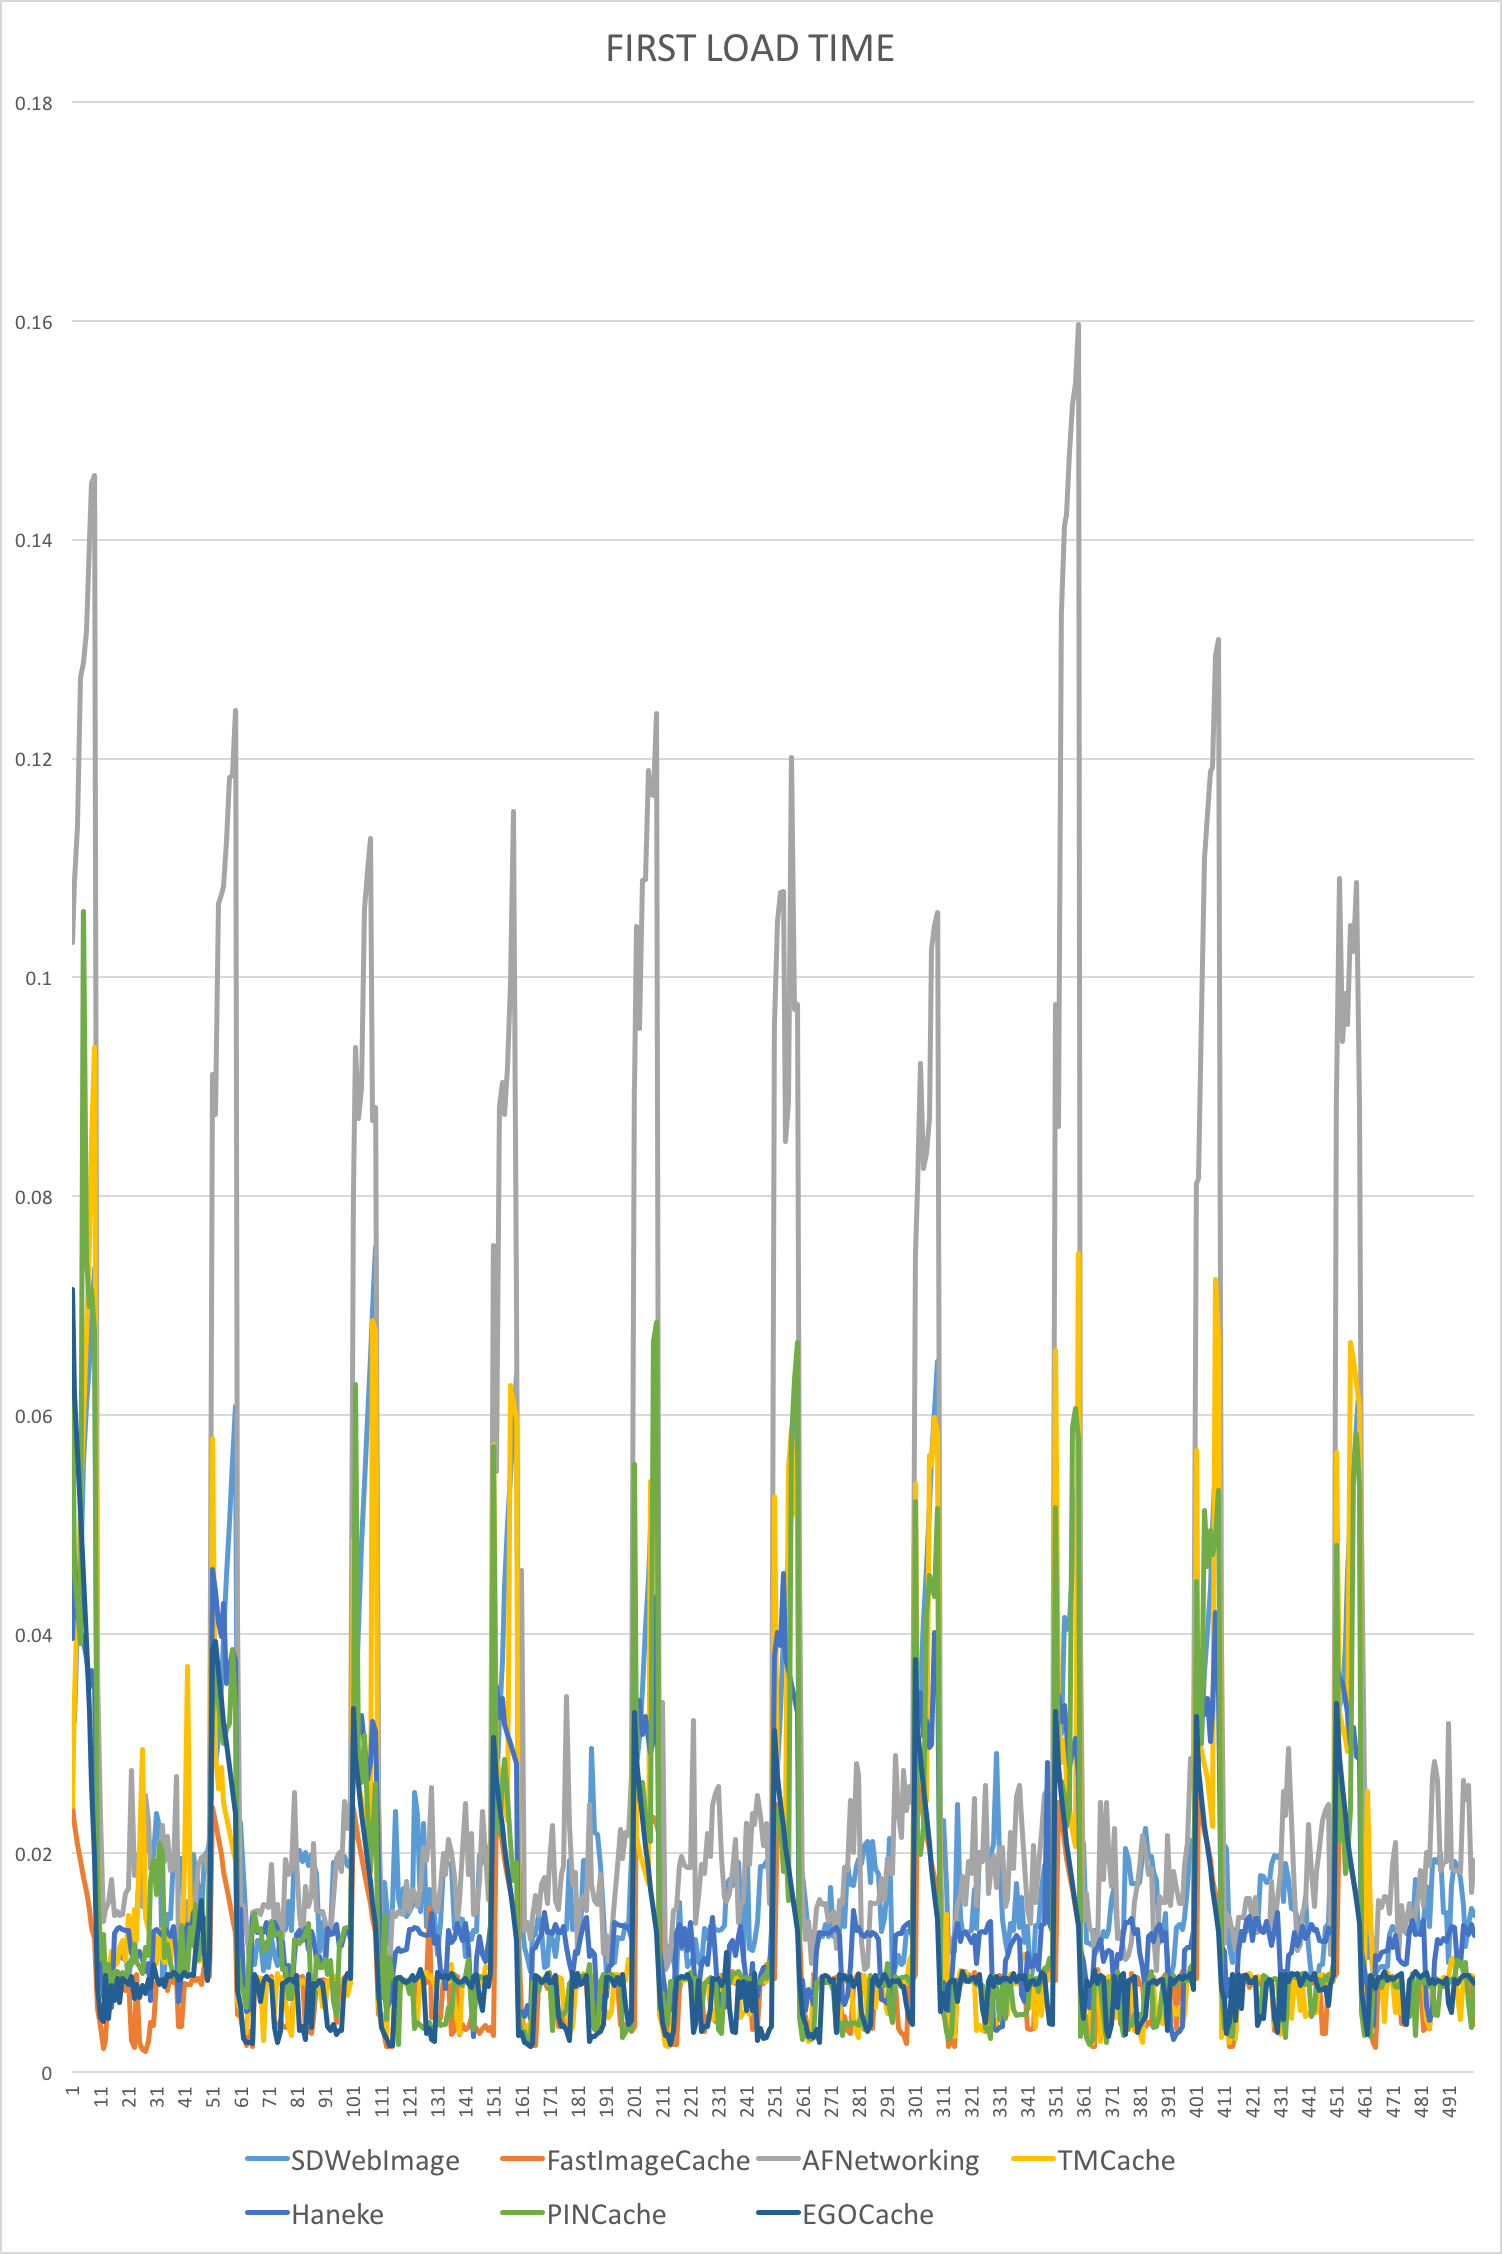 FIRST LOAD TIME
0.18
0.16
0.14
0.12
0.1
0.08
0.06
0.04
0.02
0
1 11 21 31 41 51 61 71 81 91 101 111 121 131 141 151 161 171 181 191 201 211 221 231 241 251 261 271 281 291 301 311 321 331 341 351 361 371 381 391 401 411 421 431 441 451 461 471 481 491
SDWebImage FastImageCache AFNetworking TMCache
Haneke PINCache EGOCache